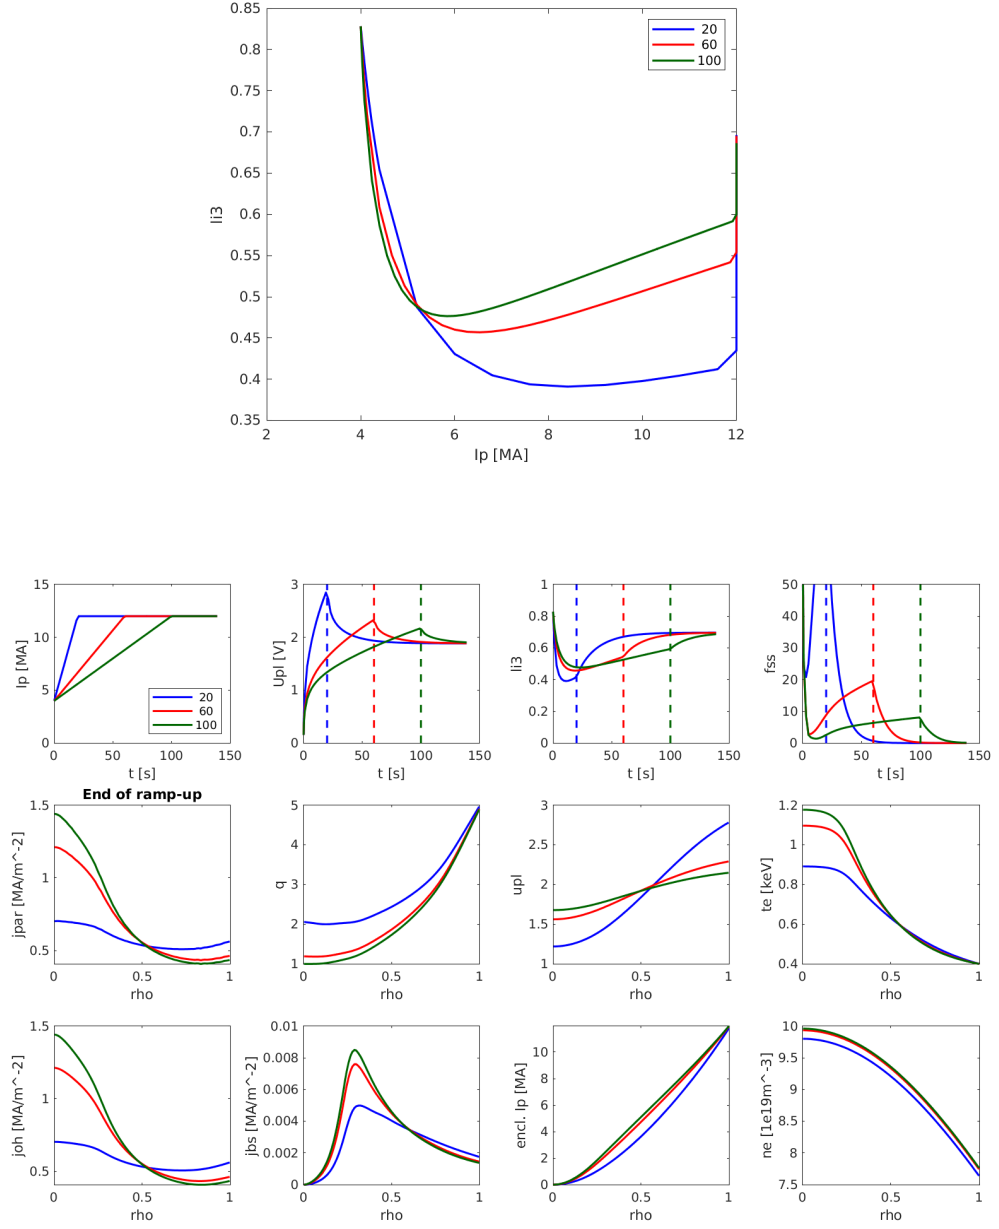 0.85
0.8
0.75
0.7
0.65
0.6
0.55
0.5
0.45
0.4
0.35
li3
20
60
100
2 4 6 8 10 12
Ip [MA]
15
10
5
0
Ip [MA]
20
60
100
0 50 100 150
t [s]
3
2
1
0
Upl [V]
0 50 100 150
t [s]
1
0.8
0.6
0.4
0.2
0
li3
0 50 100 150
t [s]
50
40
30
20
10
0
fss
0 50 100 150
t [s]
End of ramp-up
1.5
1
0.5
jpar [MA/m^-2]
0 0.5 1
rho
5
4
3
2
1
q
0 0.5 1
rho
3
2.5
2
1.5
1
upl
0 0.5 1
rho
1.2
1
0.8
0.6
0.4
te [keV]
0 0.5 1
rho
1.5
1
0.5
joh [MA/m^-2]
0 0.5 1
rho
0.01
0.008
0.006
0.004
0.002
0
jbs [MA/m^-2]
0 0.5 1
rho
10
8
6
4
2
0
encl. Ip [MA]
0 0.5 1
rho
10
9.5
9
8.5
8
7.5
ne [1e19m^-3]
0 0.5 1
rho